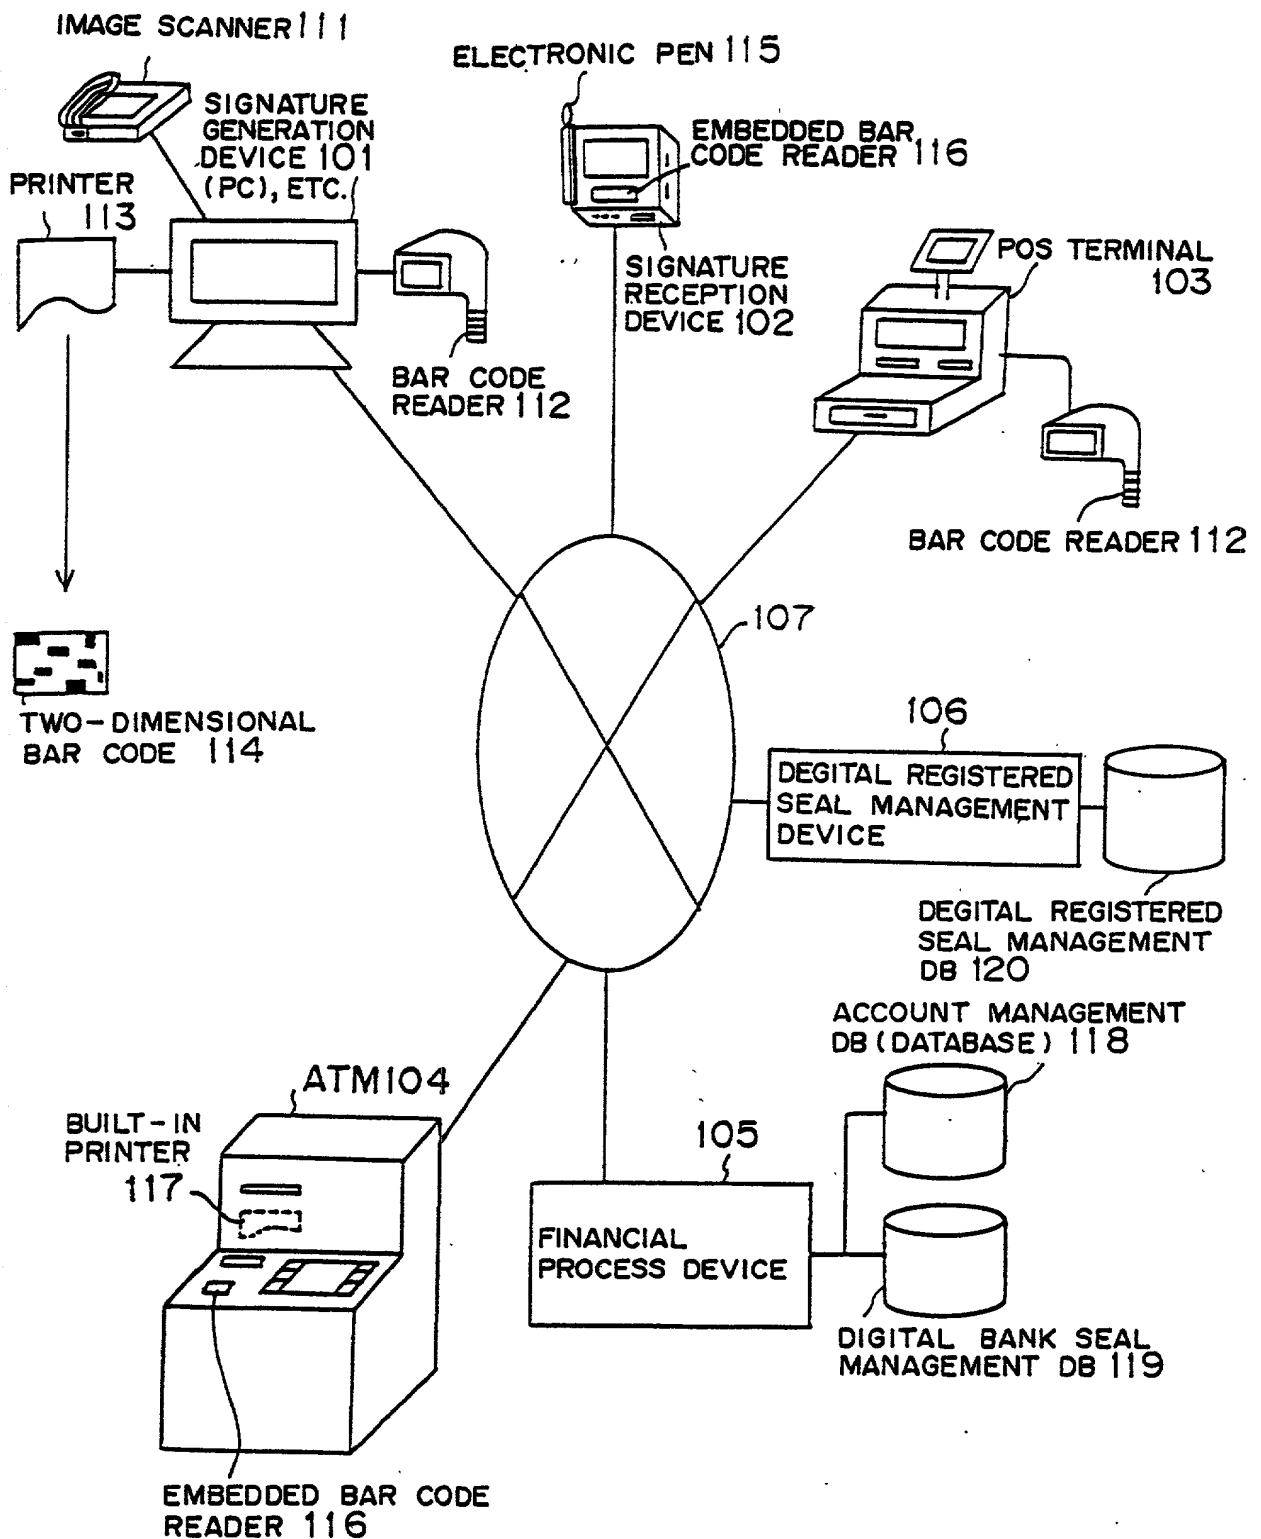 IMAGE SCANNER 111
ELECTRONIC PEN 115
SIGNATURE
GENERATION
DEVICE 101
(PC), ETC.
EMBEDDED BAR
CODE READER 116
PRINTER
113
SIGNATURE
RECEPTION
DEVICE 102
POS TERMINAL
103
BAR CODE
READER 112
BAR CODE READER 112
107
TWO-DIMENSIONAL
BAR CODE 114
106
DEGITAL REGISTERED
SEAL MANAGEMENT
DEVICE
DEGITAL REGISTERED
SEAL MANAGEMENT
DB 120
ACCOUNT MANAGEMENT
DB (DATABASE) 118
ATM 104
BUILT-IN
PRINTER
117
105
FINANCIAL
PROCESS DEVICE
DIGITAL BANK SEAL
MANAGEMENT DB 119
EMBEDDED BAR CODE
READER 116